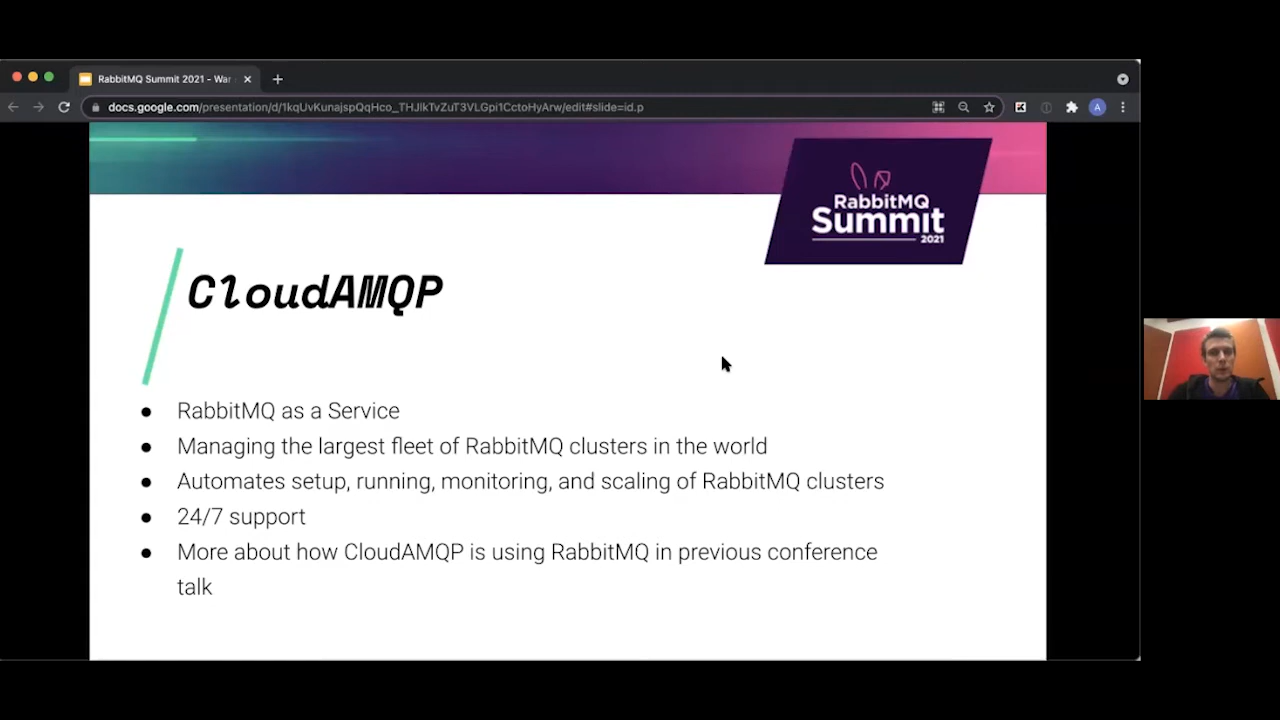 RabbitMQ Summit 2021 - War
docs.google.com/presentation/d/1kqUvKunajspQqHco_THJlkTvZuT3VLGpi1CctoHyArw/edit#slide=id.p
A
RabbitMQ
Summit
2021
CloudAMQP
● RabbitMQ as a Service
● Managing the largest fleet of RabbitMQ clusters in the world
● Automates setup, running, monitoring, and scaling of RabbitMQ clusters
● 24/7 support
● More about how CloudAMQP is using RabbitMQ in previous conference
talk